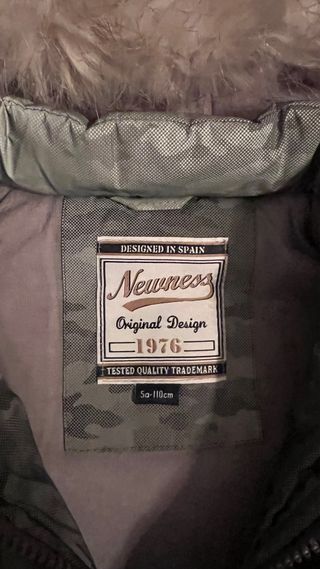 DESIGNED IN SPAIN
Newness
Original Design
1976
TESTED QUALITY TRADEMARK
5a-110cm